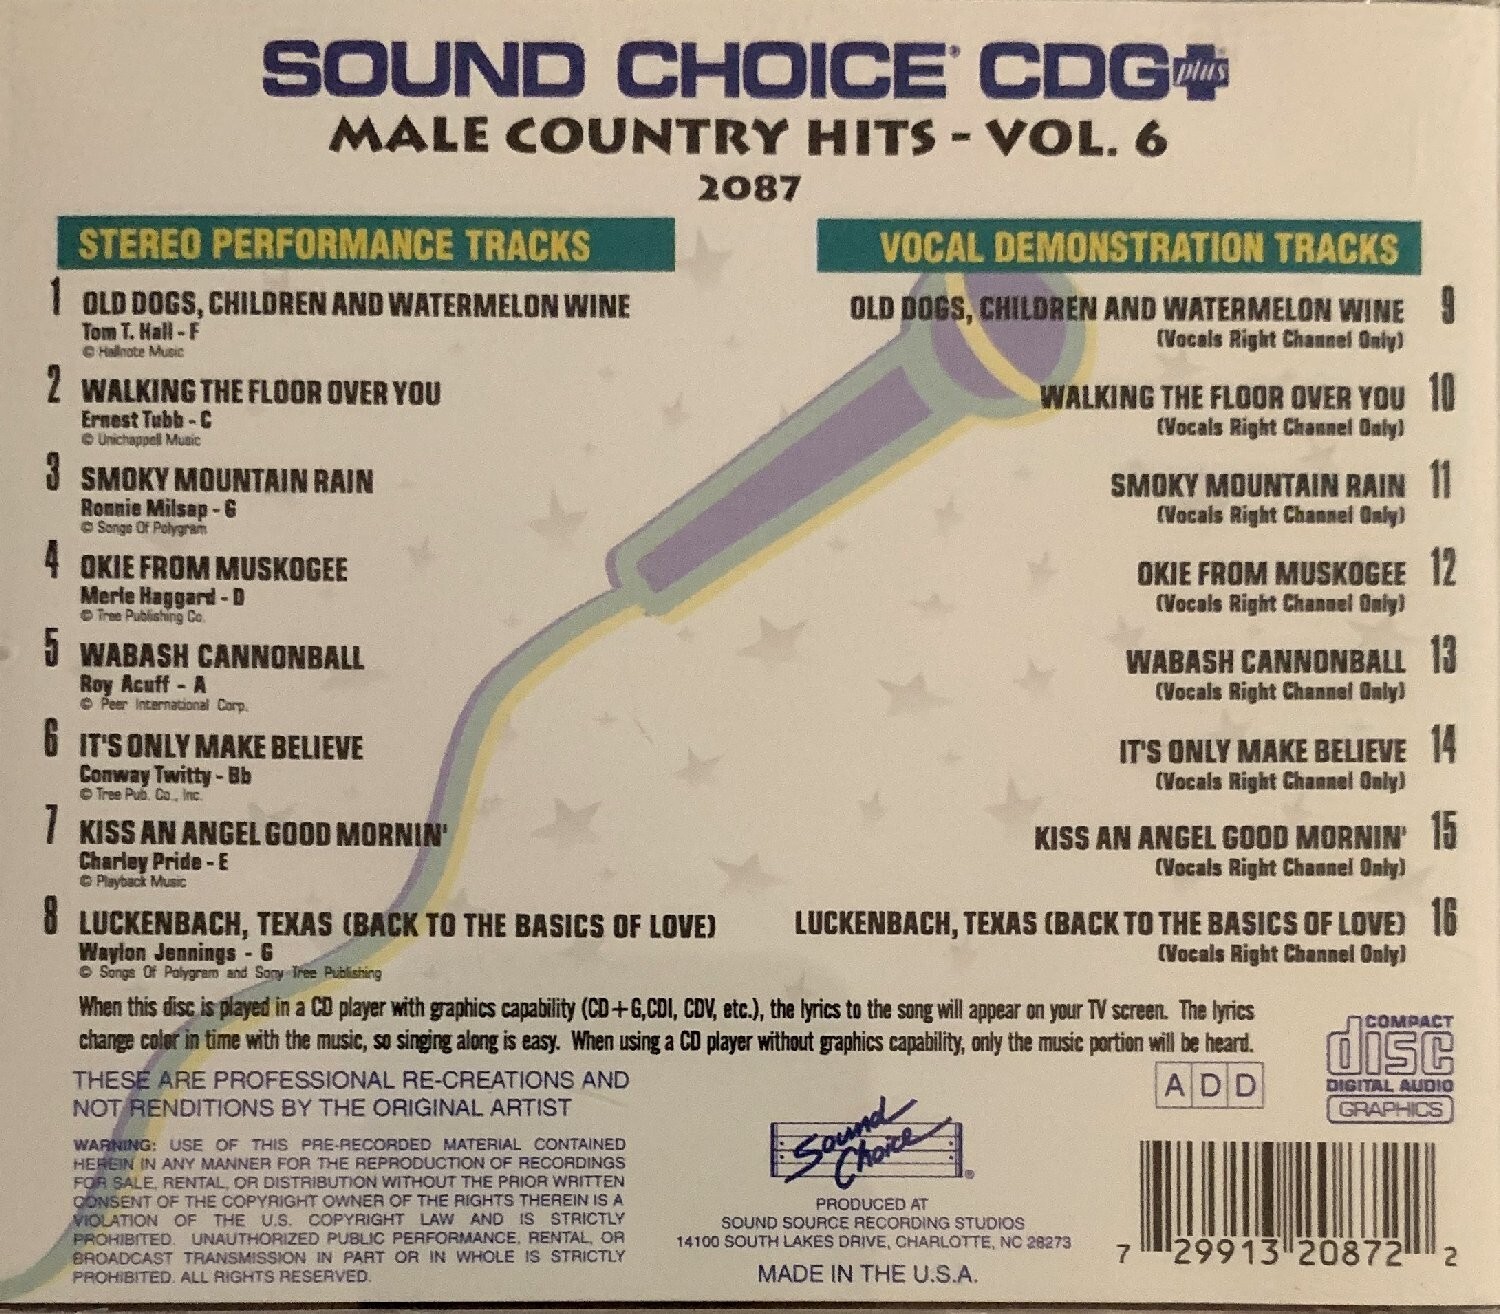 SOUND CHOICE® CDG plus
MALE COUNTRY HITS - VOL. 6
2087
STEREO PERFORMANCE TRACKS
1 OLD DOGS, CHILDREN AND WATERMELON WINE
Tom T. Hall - F
© Hallnote Music
2 WALKING THE FLOOR OVER YOU
Ernest Tubb - C
© Unichappell Music
3 SMOKY MOUNTAIN RAIN
Ronnie Milsap - G
© Songs Of Polygram
4 OKIE FROM MUSKOGEE
Merle Haggard - D
© Tree Publishing Co.
5 WABASH CANNONBALL
Roy Acuff - A
© Peer International Corp.
6 IT'S ONLY MAKE BELIEVE
Conway Twitty - Bb
© Tree Pub. Co., Inc.
7 KISS AN ANGEL GOOD MORNIN'
Charley Pride - E
© Playback Music
8 LUCKENBACH, TEXAS (BACK TO THE BASICS OF LOVE)
Waylon Jennings - G
© Songs Of Polygram and Sony Tree Publishing
VOCAL DEMONSTRATION TRACKS
OLD DOGS, CHILDREN AND WATERMELON WINE 9
(Vocals Right Channel Only)
WALKING THE FLOOR OVER YOU 10
(Vocals Right Channel Only)
SMOKY MOUNTAIN RAIN 11
(Vocals Right Channel Only)
OKIE FROM MUSKOGEE 12
(Vocals Right Channel Only)
WABASH CANNONBALL 13
(Vocals Right Channel Only)
IT'S ONLY MAKE BELIEVE 14
(Vocals Right Channel Only)
KISS AN ANGEL GOOD MORNIN' 15
(Vocals Right Channel Only)
LUCKENBACH, TEXAS (BACK TO THE BASICS OF LOVE) 16
(Vocals Right Channel Only)
When this disc is played in a CD player with graphics capability (CD+G,CDI, CDV, etc.), the lyrics to the song will appear on your TV screen. The lyrics
change color in time with the music, so singing along is easy. When using a CD player without graphics capability, only the music portion will be heard.
THESE ARE PROFESSIONAL RE-CREATIONS AND
NOT RENDITIONS BY THE ORIGINAL ARTIST
WARNING: USE OF THIS PRE-RECORDED MATERIAL CONTAINED
HEREIN IN ANY MANNER FOR THE REPRODUCTION OF RECORDINGS
FOR SALE, RENTAL, OR DISTRIBUTION WITHOUT THE PRIOR WRITTEN
CONSENT OF THE COPYRIGHT OWNER OF THE RIGHTS THEREIN IS A
VIOLATION OF THE U.S. COPYRIGHT LAW AND IS STRICTLY
PROHIBITED. UNAUTHORIZED PUBLIC PERFORMANCE, RENTAL, OR
BROADCAST TRANSMISSION IN PART OR IN WHOLE IS STRICTLY
PROHIBITED. ALL RIGHTS RESERVED.
Sound
Choice®
PRODUCED AT
SOUND SOURCE RECORDING STUDIOS
14100 SOUTH LAKES DRIVE, CHARLOTTE, NC 28273
MADE IN THE U.S.A.
ADD
COMPACT
disc
DIGITAL AUDIO
GRAPHICS
7 29913 20872 2